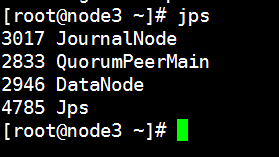 [root@node3 ~]# jps
3017 JournalNode
2833 QuorumPeerMain
2946 DataNode
4785 Jps
[root@node3 ~]#